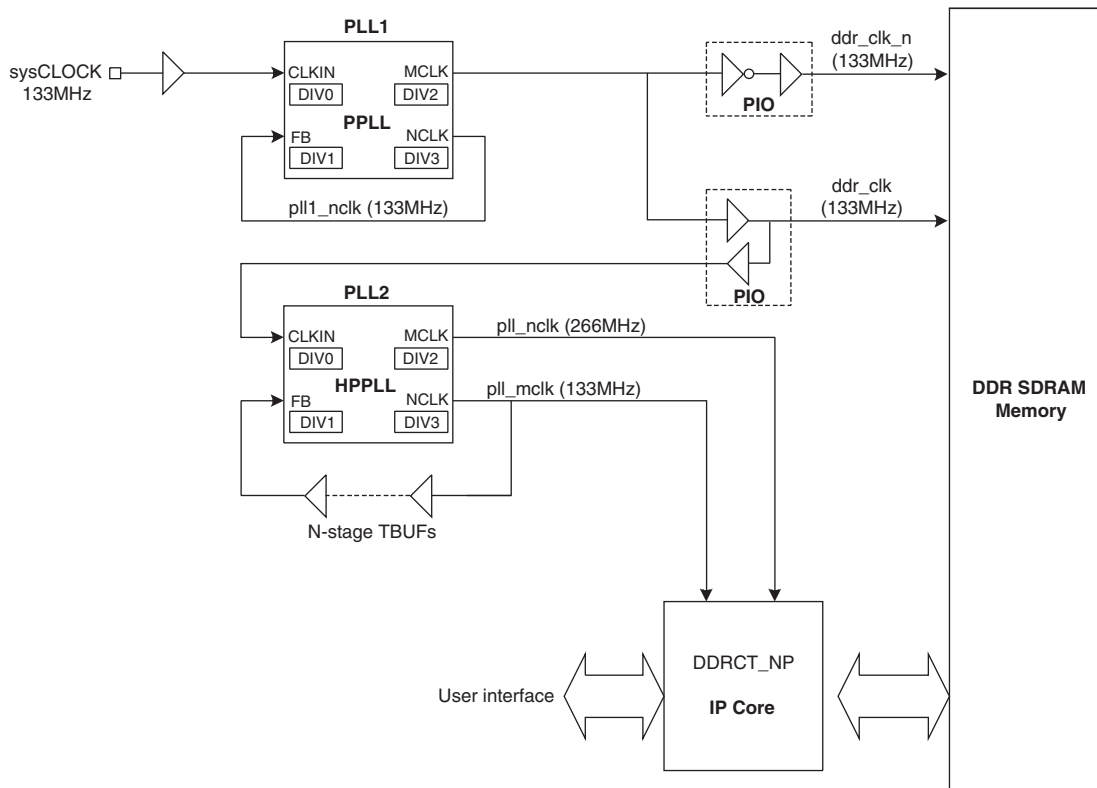 PLL1
sysCLOCK
133MHz
CLKIN
MCLK
DIV0
DIV2
PPLL
FB
NCLK
DIV1
DIV3
pll1_nclk (133MHz)
PIO
ddr_clk_n
(133MHz)
ddr_clk
(133MHz)
PIO
PLL2
CLKIN
MCLK
DIV0
DIV2
HPPLL
FB
NCLK
DIV1
DIV3
pll_nclk (266MHz)
pll_mclk (133MHz)
N-stage TBUFs
DDR SDRAM
Memory
User interface
DDRCT_NP
IP Core